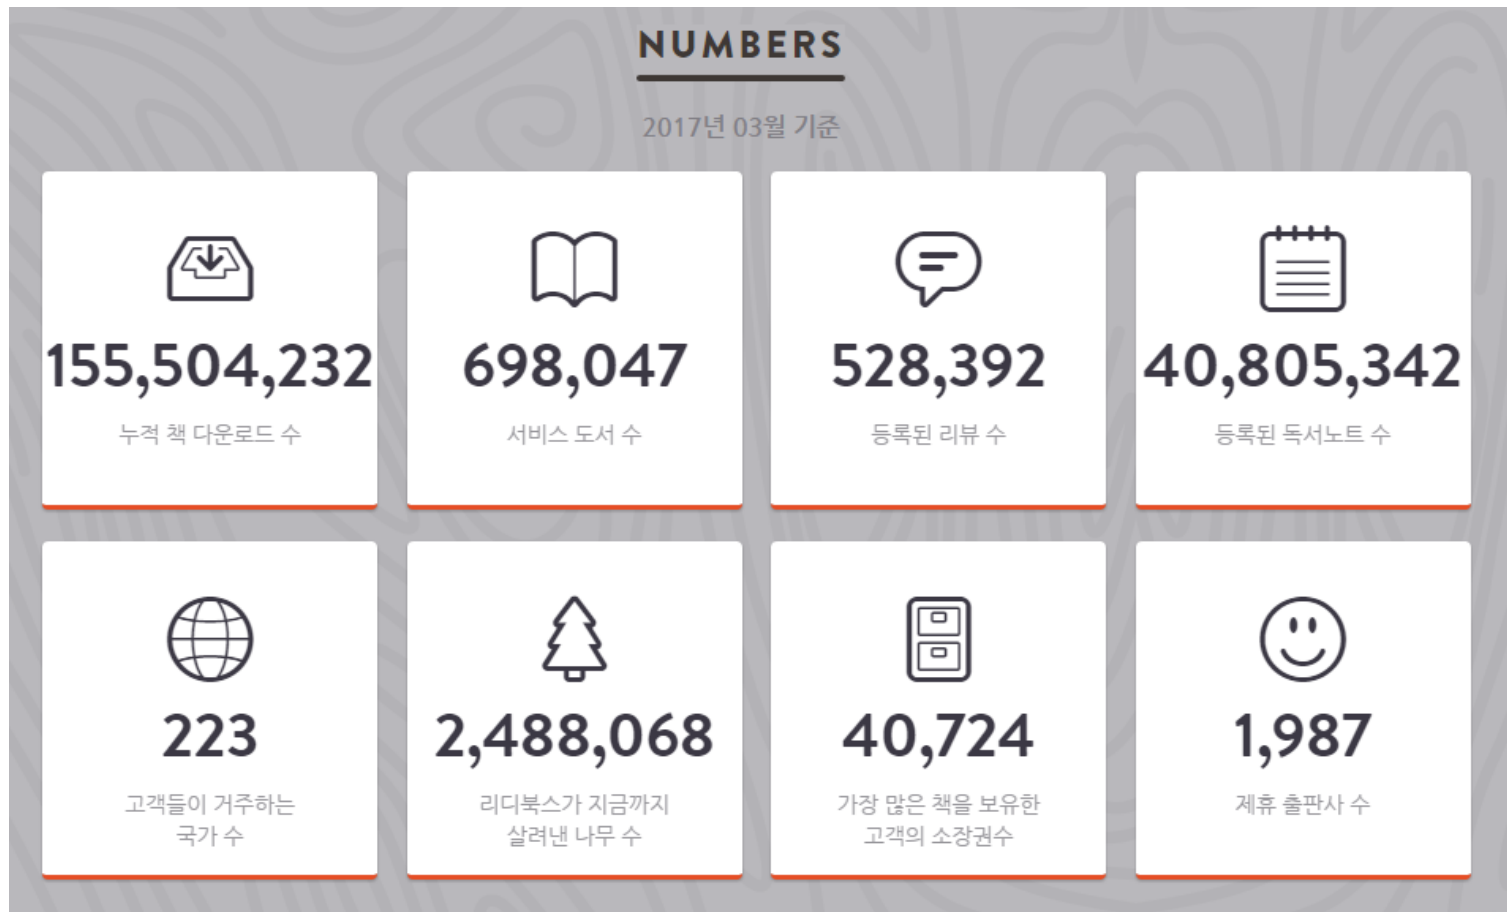 NUMBERS
2017년 03월 기준
155,504,232
누적 책 다운로드 수
698,047
서비스 도서 수
528,392
등록된 리뷰 수
40,805,342
등록된 독서노트 수
223
고객들이 거주하는
국가 수
2,488,068
리디북스가 지금까지
살려낸 나무 수
40,724
가장 많은 책을 보유한
고객의 소장권수
1,987
제휴 출판사 수